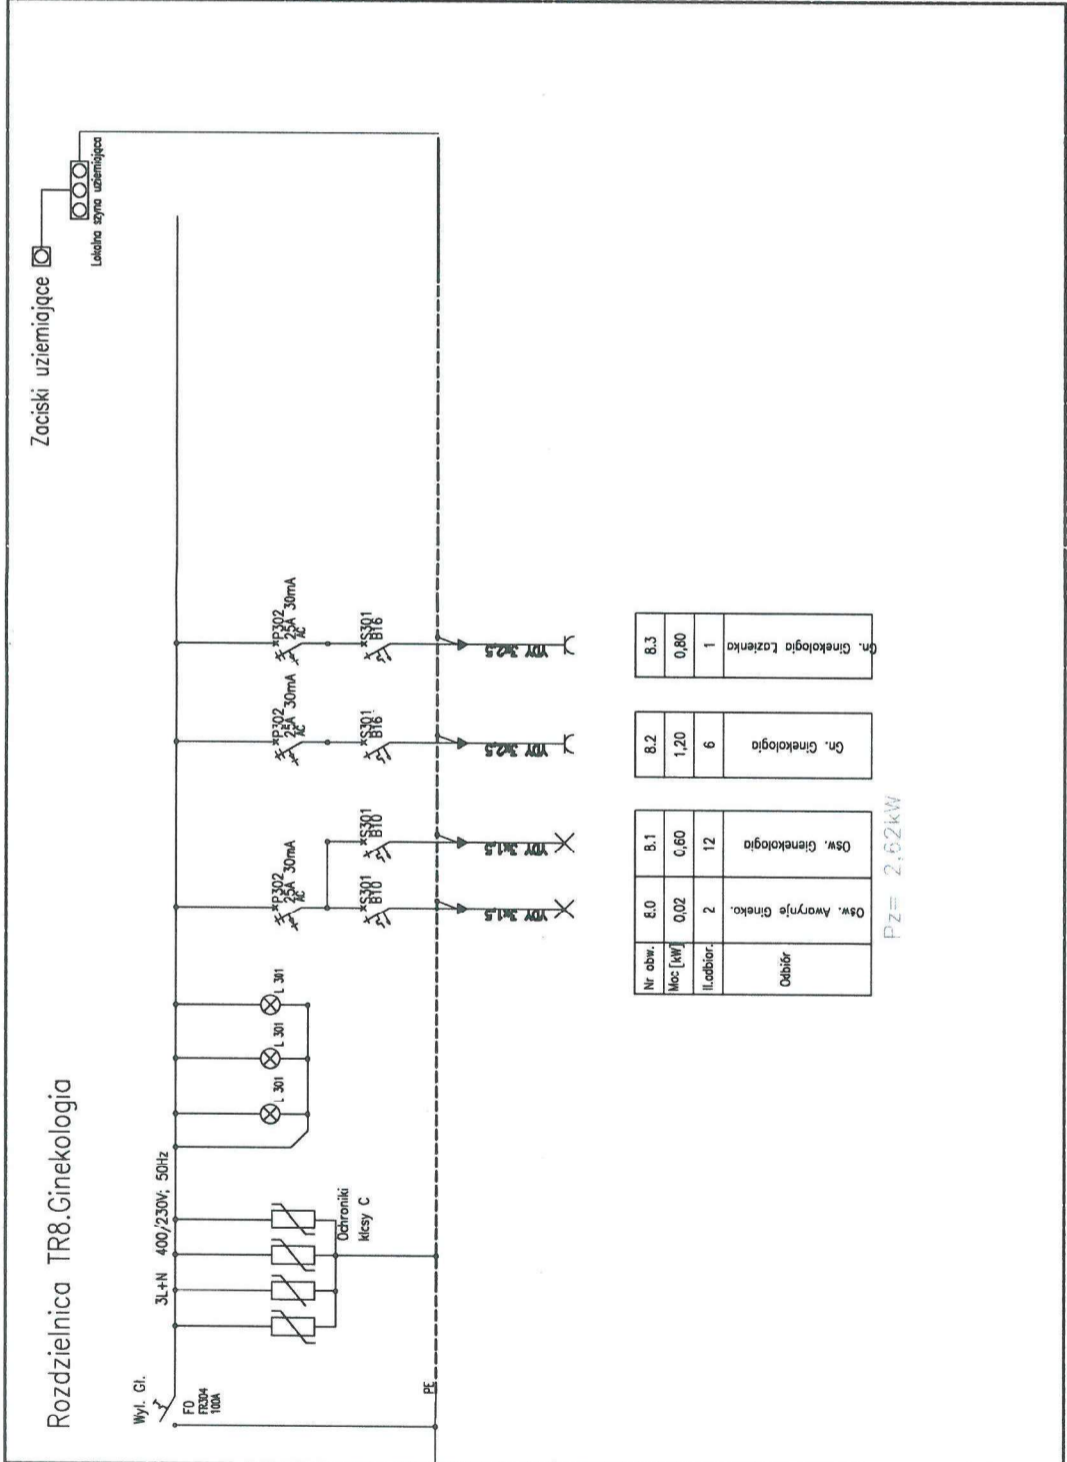 Rozdzielnica TR8.Ginekologia
Zaciski uziemiające
Lokalna szyna uziemiająca
Wył. Gł.
F0
FR304
100A
3L+N 400/230V; 50Hz
Ochroniki
klasy C
L 301
L 301
L 301
*P302
25A 30mA
AC
*P302
25A 30mA
AC
*P302
25A 30mA
AC
*S301
B10
*S301
B10
*S301
B16
*S301
B16
PE
YDY 3x1,5
YDY 3x1,5
YDY 3x2,5
YDY 3x2,5
Nr obw. 8.0 8.1 8.2 8.3
Moc [kW] 0,02 0,60 1,20 0,80
Il.odbior. 2 12 6 1
Odbiór
Ośw. Awaryjne Gineko.
Ośw. Gienekologia
Gn. Ginekologia
Gn. Ginekologia Łazienka
Pz= 2,62kW